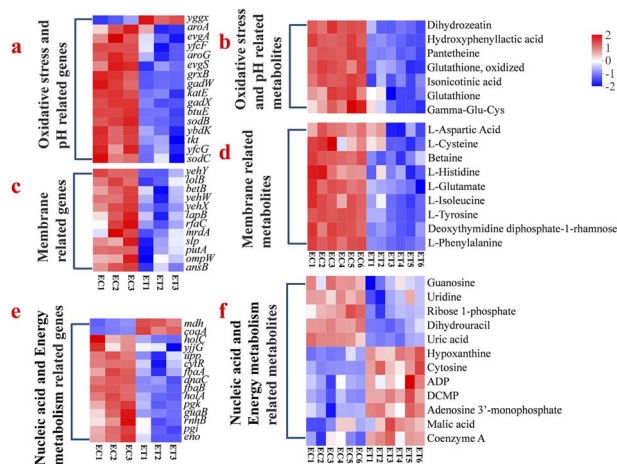 a
Oxidative stress and
pH related genes
yggx
aroA
evgA
yfcF
aroG
evgS
grxB
gadW
katE
gadX
btuE
sodB
ybdK
tkt
yfcG
sodC
b
Oxidative stress
and pH related
metabolites
Dihydrozeatin
Hydroxyphenyllactic acid
Pantetheine
Glutathione, oxidized
Isonicotinic acid
Glutathione
Gamma-Glu-Cys
2
1
0
-1
-2
c
Membrane
related genes
yehY
lolB
betB
yehW
yehX
lapB
rfaC
mrdA
slp
putA
ompW
ansB
EC1
EC2
EC3
ET1
ET2
ET3
d
Membrane related
metabolites
L-Aspartic Acid
L-Cysteine
Betaine
L-Histidine
L-Glutamate
L-Isoleucine
L-Tyrosine
Deoxythymidine diphosphate-1-rhamnose
L-Phenylalanine
EC1
EC2
EC3
EC4
EC5
EC6
ET1
ET2
ET3
ET4
ET5
ET6
e
Nucleic acid and Energy
metabolism related genes
mdh
coaA
holC
yjjG
upp
cytR
fbaA
dnaC
fbaB
holA
pgk
guaB
rnhB
pgi
eno
EC1
EC2
EC3
ET1
ET2
ET3
f
Nucleic acid and
Energy metabolism
related metabolites
Guanosine
Uridine
Ribose 1-phosphate
Dihydrouracil
Uric acid
Hypoxanthine
Cytosine
ADP
DCMP
Adenosine 3'-monophosphate
Malic acid
Coenzyme A
EC1
EC2
EC3
EC4
EC5
EC6
ET1
ET2
ET3
ET4
ET5
ET6